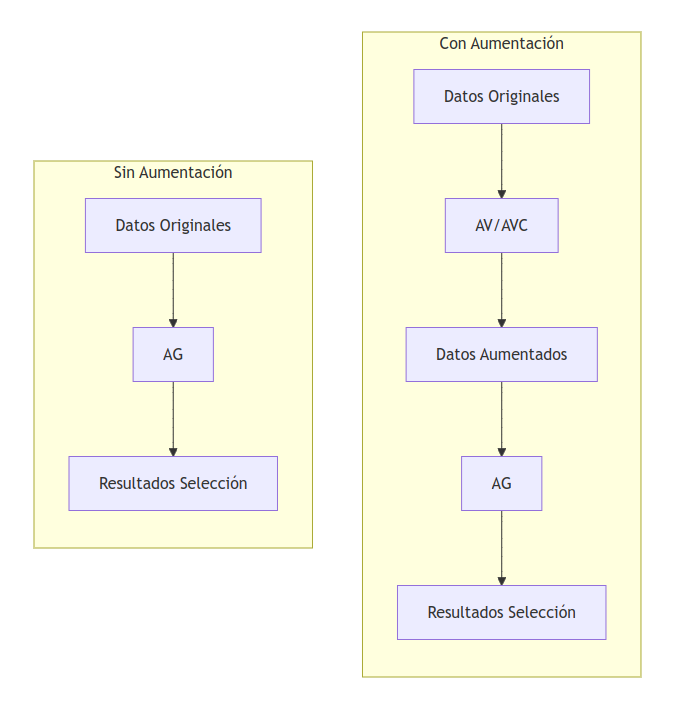 Sin Aumentación
Datos Originales
AG
Resultados Selección
Con Aumentación
Datos Originales
AV/AVC
Datos Aumentados
AG
Resultados Selección